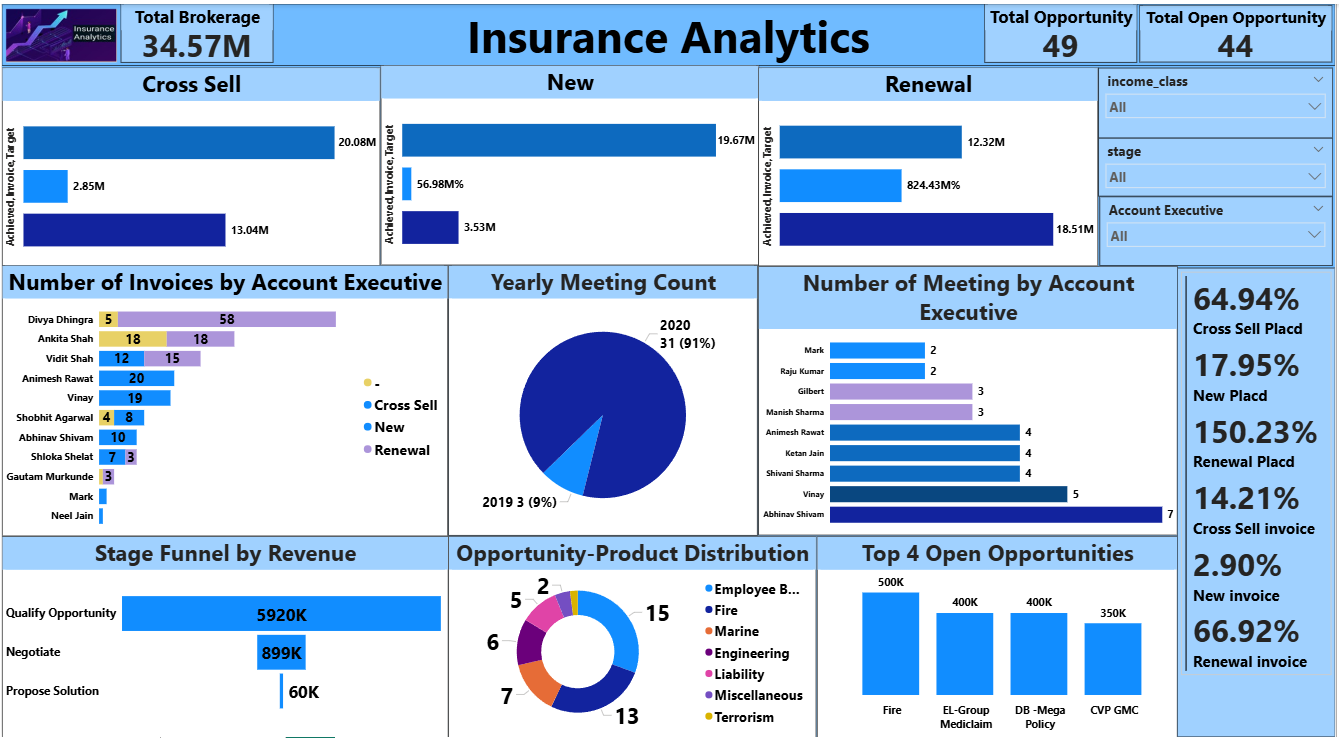 Insurance
Analytics
Total Brokerage
34.57M
Insurance Analytics
Total Opportunity
49
Total Open Opportunity
44
Cross Sell
Achieved, Invoice, Target
20.08M
2.85M
13.04M
New
Achieved, Invoice, Target
19.67M
56.98M%
3.53M
Renewal
Achieved, Invoice, Target
12.32M
824.43M%
18.51M
income_class
All
stage
All
Account Executive
All
Number of Invoices by Account Executive
Divya Dhingra 5 58
Ankita Shah 18 18
Vidit Shah 12 15
Animesh Rawat 20
Vinay 19
Shobhit Agarwal 4 8
Abhinav Shivam 10
Shloka Shelat 7 3
Gautam Murkunde 3
Mark
Neel Jain
-
Cross Sell
New
Renewal
Yearly Meeting Count
2020
31 (91%)
2019 3 (9%)
Number of Meeting by Account
Executive
Mark 2
Raju Kumar 2
Gilbert 3
Manish Sharma 3
Animesh Rawat 4
Ketan Jain 4
Shivani Sharma 4
Vinay 5
Abhinav Shivam 7
64.94%
Cross Sell Placd
17.95%
New Placd
150.23%
Renewal Placd
14.21%
Cross Sell invoice
2.90%
New invoice
66.92%
Renewal invoice
Stage Funnel by Revenue
Qualify Opportunity 5920K
Negotiate 899K
Propose Solution 60K
Opportunity-Product Distribution
15
13
7
6
5
2
Employee B...
Fire
Marine
Engineering
Liability
Miscellaneous
Terrorism
Top 4 Open Opportunities
500K
400K
400K
350K
Fire
EL-Group
Mediclaim
DB -Mega
Policy
CVP GMC